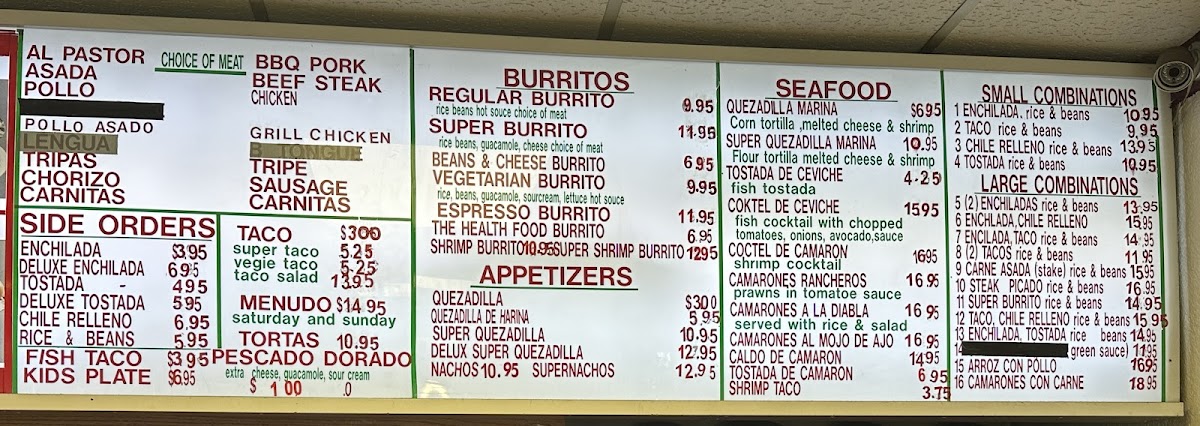 AL PASTOR CHOICE OF MEAT BBQ PORK
ASADA BEEF STEAK
POLLO CHICKEN
POLLO ASADO GRILL CHICKEN
LENGUA B. TONGUE
TRIPAS TRIPE
CHORIZO SAUSAGE
CARNITAS CARNITAS
SIDE ORDERS
ENCHILADA $3.95
DELUXE ENCHILADA 6.95
TOSTADA - 4.95
DELUXE TOSTADA 5.95
CHILE RELLENO 6.95
RICE & BEANS 5.95
FISH TACO $3.95
KIDS PLATE $6.95
TACO $3.00
super taco 5.25
vegie taco 5.25
taco salad 13.95
MENUDO $14.95
saturday and sunday
TORTAS 10.95
PESCADO DORADO
extra cheese, guacamole, sour cream
$ 1 00 .0
BURRITOS
REGULAR BURRITO 9.95
rice beans hot souce choice of meat
SUPER BURRITO 11.95
rice beans, guacamole, cheese choice of meat
BEANS & CHEESE BURRITO 6.95
VEGETARIAN BURRITO 9.95
rice, beans, guacamole, sourcream, lettuce hot souce
ESPRESSO BURRITO 11.95
THE HEALTH FOOD BURRITO 6.95
SHRIMP BURRITO 10.95 SUPER SHRIMP BURRITO 12.95
APPETIZERS
QUEZADILLA $3.00
QUEZADILLA DE HARINA 5.95
SUPER QUEZADILLA 10.95
DELUX SUPER QUEZADILLA 12.95
NACHOS 10.95 SUPERNACHOS 12.95
SEAFOOD
QUEZADILLA MARINA $6.95
Corn tortilla ,melted cheese & shrimp
SUPER QUEZADILLA MARINA 10.95
Flour tortilla melted cheese & shrimp
TOSTADA DE CEVICHE 4.25
fish tostada
COKTEL DE CEVICHE 15.95
fish cocktail with chopped
tomatoes, onions, avocado,sauce
COCTEL DE CAMARON 16.95
shrimp cocktail
CAMARONES RANCHEROS 16.95
prawns in tomatoe sauce
CAMARONES A LA DIABLA 16.95
served with rice & salad
CAMARONES AL MOJO DE AJO 16.95
CALDO DE CAMARON 14.95
TOSTADA DE CAMARON 6.95
SHRIMP TACO 3.75
SMALL COMBINATIONS
1 ENCHILADA. rice & beans 10.95
2 TACO rice & beans 9.95
3 CHILE RELLENO rice & beans 13.95
4 TOSTADA rice & beans 10.95
LARGE COMBINATIONS
5 (2) ENCHILADAS rice & beans 13.95
6 ENCHILADA,CHILE RELLENO 15.95
7 ENCILADA,TACO rice & beans 14.95
8 (2) TACOS rice & beans 11.95
9 CARNE ASADA (stake) rice & beans 15.95
10 STEAK PICADO rice & beans 16.95
11 SUPER BURRITO rice & beans 14.95
12 TACO, CHILE RELLENO rice & beans 15.95
13 ENCHILADA. TOSTADA rice beans 14.95
14 green sauce) 11.95
15 ARROZ CON POLLO 16.95
16 CAMARONES CON CARNE 18.95